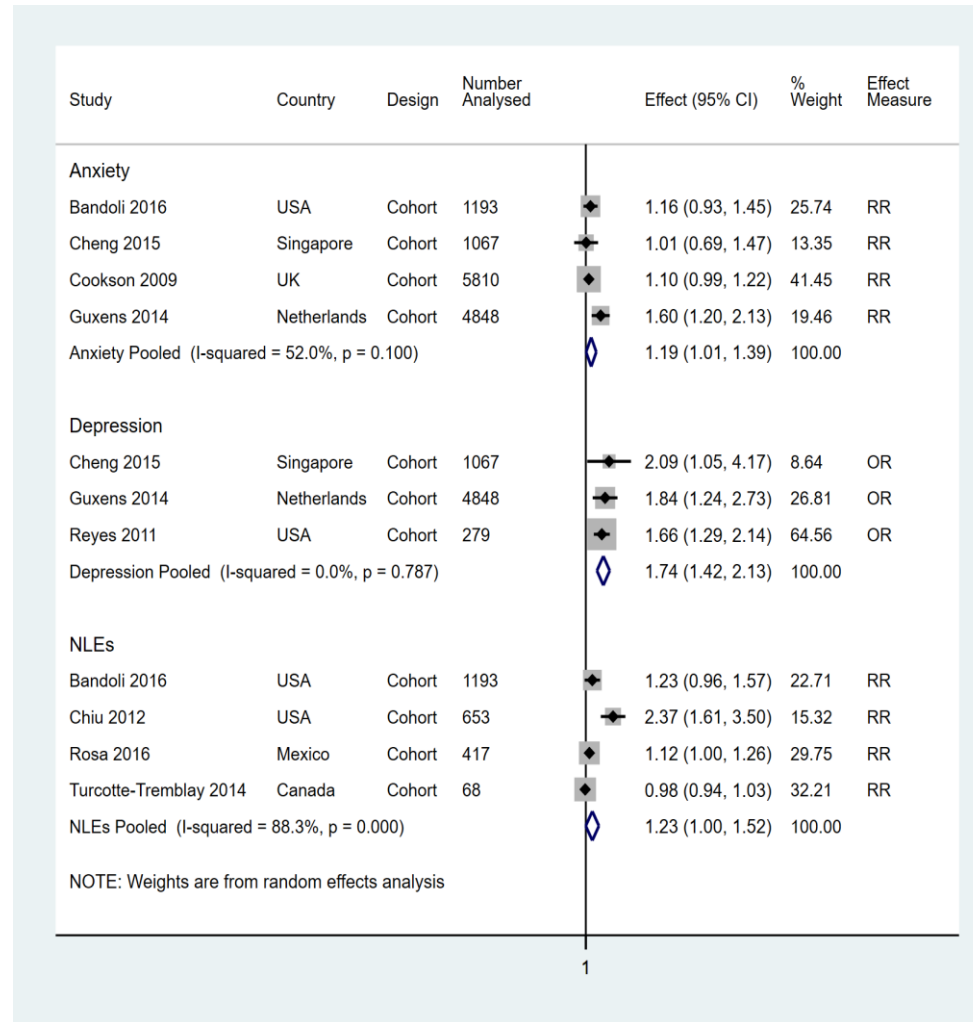 Study Country Design Number Analysed Effect (95% CI) % Weight Effect Measure
Anxiety
Bandoli 2016 USA Cohort 1193 1.16 (0.93, 1.45) 25.74 RR
Cheng 2015 Singapore Cohort 1067 1.01 (0.69, 1.47) 13.35 RR
Cookson 2009 UK Cohort 5810 1.10 (0.99, 1.22) 41.45 RR
Guxens 2014 Netherlands Cohort 4848 1.60 (1.20, 2.13) 19.46 RR
Anxiety Pooled (I-squared = 52.0%, p = 0.100) 1.19 (1.01, 1.39) 100.00
Depression
Cheng 2015 Singapore Cohort 1067 2.09 (1.05, 4.17) 8.64 OR
Guxens 2014 Netherlands Cohort 4848 1.84 (1.24, 2.73) 26.81 OR
Reyes 2011 USA Cohort 279 1.66 (1.29, 2.14) 64.56 OR
Depression Pooled (I-squared = 0.0%, p = 0.787) 1.74 (1.42, 2.13) 100.00
NLEs
Bandoli 2016 USA Cohort 1193 1.23 (0.96, 1.57) 22.71 RR
Chiu 2012 USA Cohort 653 2.37 (1.61, 3.50) 15.32 RR
Rosa 2016 Mexico Cohort 417 1.12 (1.00, 1.26) 29.75 RR
Turcotte-Tremblay 2014 Canada Cohort 68 0.98 (0.94, 1.03) 32.21 RR
NLEs Pooled (I-squared = 88.3%, p = 0.000) 1.23 (1.00, 1.52) 100.00
NOTE: Weights are from random effects analysis
1